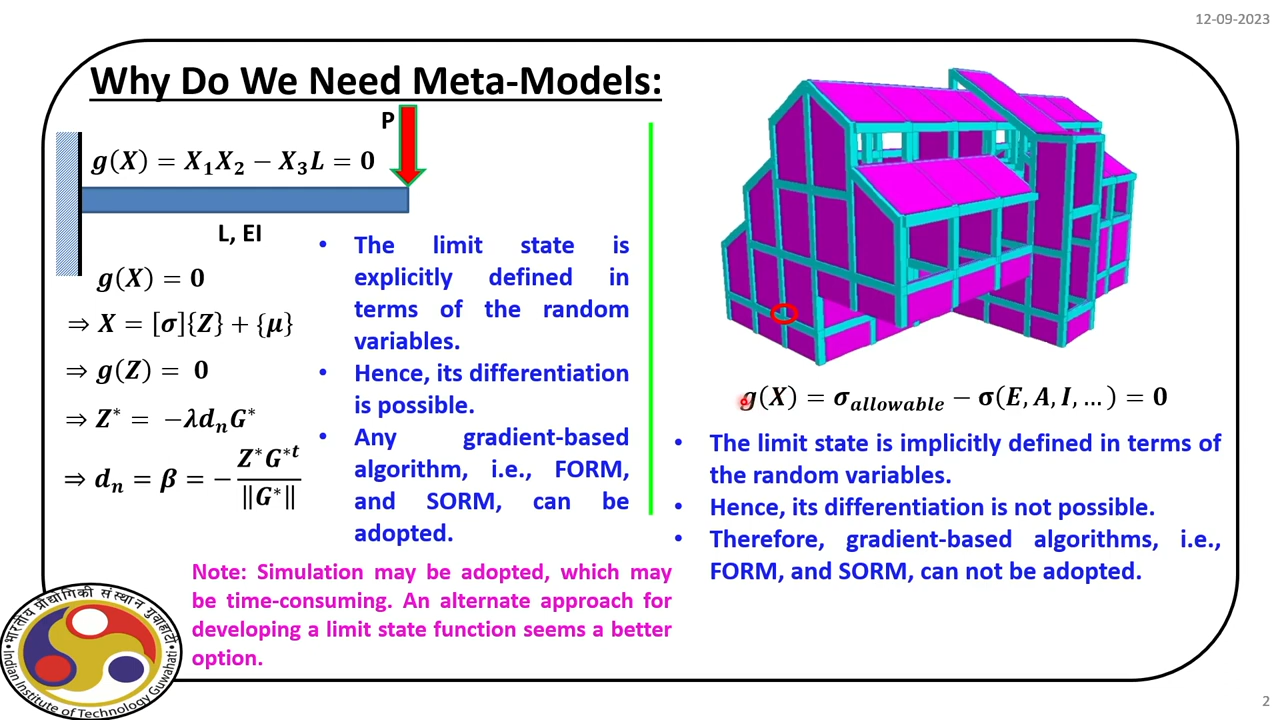 12-09-2023
Why Do We Need Meta-Models:
P
g(X) = X₁X₂ − X₃L = 0
L, EI
g(X) = 0
⇒ X = [σ]{Z} + {μ}
⇒ g(Z) = 0
⇒ Z* = −λdₙG*
⇒ dₙ = β = − Z*G*ᵗ / ‖G*‖
• The limit state is
explicitly defined in
terms of the random
variables.
• Hence, its differentiation
is possible.
• Any gradient-based
algorithm, i.e., FORM,
and SORM, can be
adopted.
Note: Simulation may be adopted, which may
be time-consuming. An alternate approach for
developing a limit state function seems a better
option.
g(X) = σ_allowable − σ(E, A, I, …) = 0
• The limit state is implicitly defined in terms of
the random variables.
• Hence, its differentiation is not possible.
• Therefore, gradient-based algorithms, i.e.,
FORM, and SORM, can not be adopted.
भारतीय प्रौद्योगिकी संस्थान गुवाहाटी
Indian Institute of Technology Guwahati
2